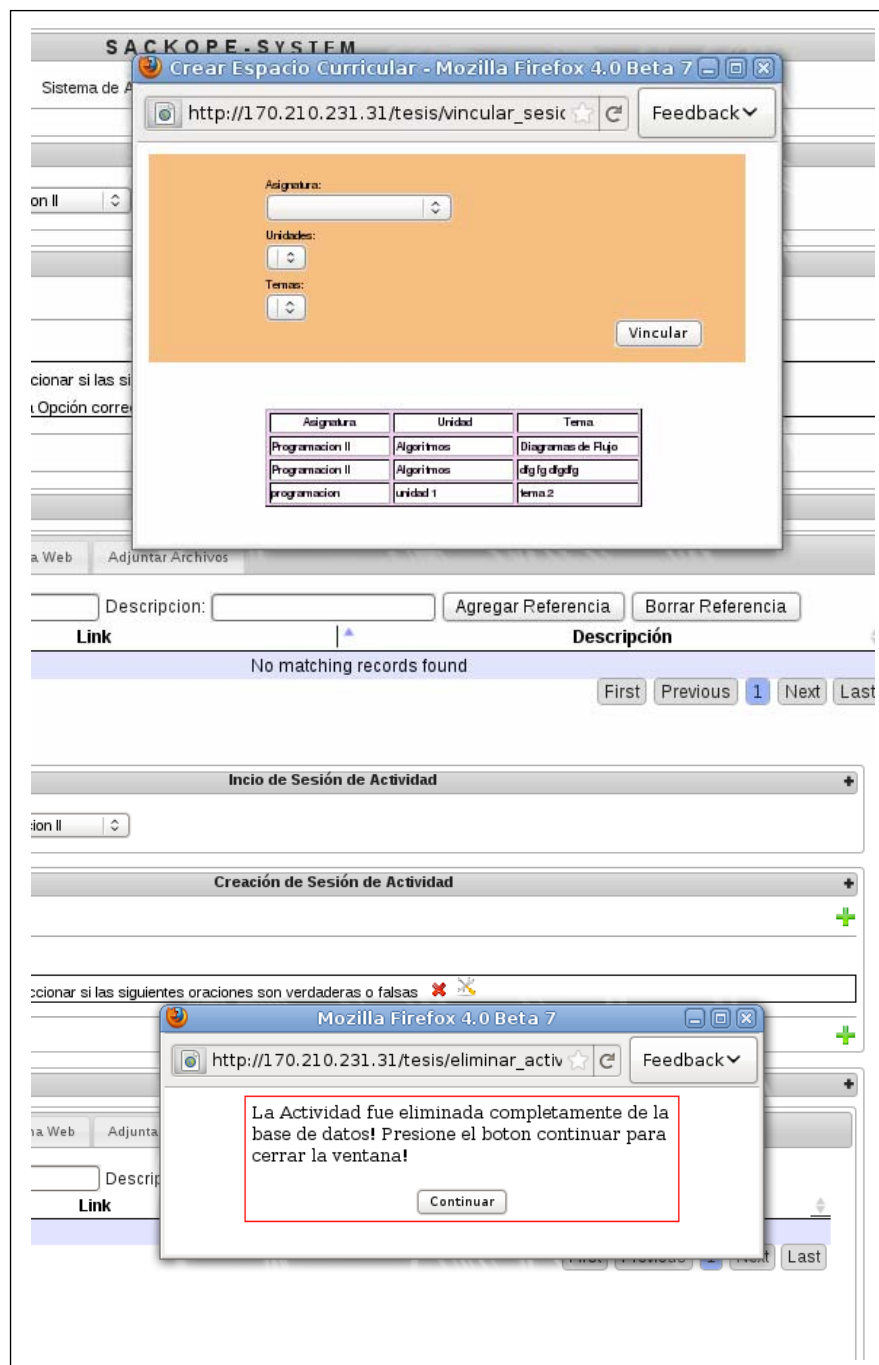 SACKOPE-SYSTEM
Crear Espacio Curricular - Mozilla Firefox 4.0 Beta 7
Sistema de A
http://170.210.231.31/tesis/vincular_sesic
Feedback
Asignatura:
on II
Unidades:
Temas:
Vincular
cionar si las si
a Opción corre
Asignatura Unidad Tema
Programacion II Algoritmos Diagramas de Flujo
Programacion II Algoritmos dfg fg dfgdfg
programacion unidad 1 tema 2
a Web Adjuntar Archivos
Descripcion: Agregar Referencia Borrar Referencia
Link Descripción
No matching records found
First Previous 1 Next Last
Incio de Sesión de Actividad
ion II
Creación de Sesión de Actividad
ccionar si las siguientes oraciones son verdaderas o falsas
Mozilla Firefox 4.0 Beta 7
http://170.210.231.31/tesis/eliminar_activ
Feedback
La Actividad fue eliminada completamente de la
base de datos! Presione el boton continuar para
cerrar la ventana!
na Web Adjunta
Descrip
Link
Continuar
First Previous 1 Next Last